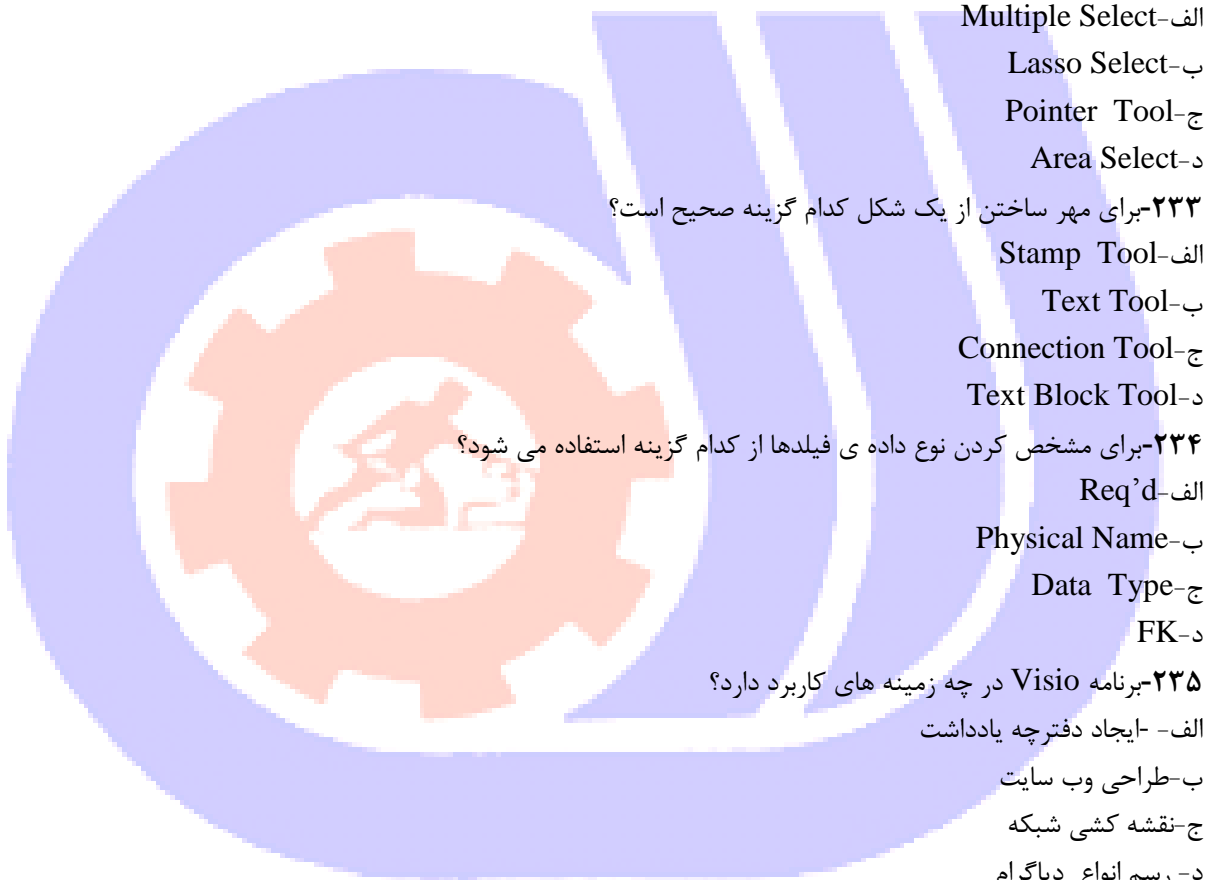 الف-Multiple Select
ب-Lasso Select
ج-Pointer Tool
د-Area Select
۲۳۳-برای مهر ساختن از یک شکل کدام گزینه صحیح است؟
الف-Stamp Tool
ب-Text Tool
ج-Connection Tool
د-Text Block Tool
۲۳۴-برای مشخص کردن نوع داده ی فیلدها از کدام گزینه استفاده می شود؟
الف-Req’d
ب-Physical Name
ج-Data Type
د-FK
۲۳۵-برنامه Visio در چه زمینه های کاربرد دارد؟
الف- -ایجاد دفترچه یادداشت
ب-طراحی وب سایت
ج-نقشه کشی شبکه
د- رسم انواع دیاگرام